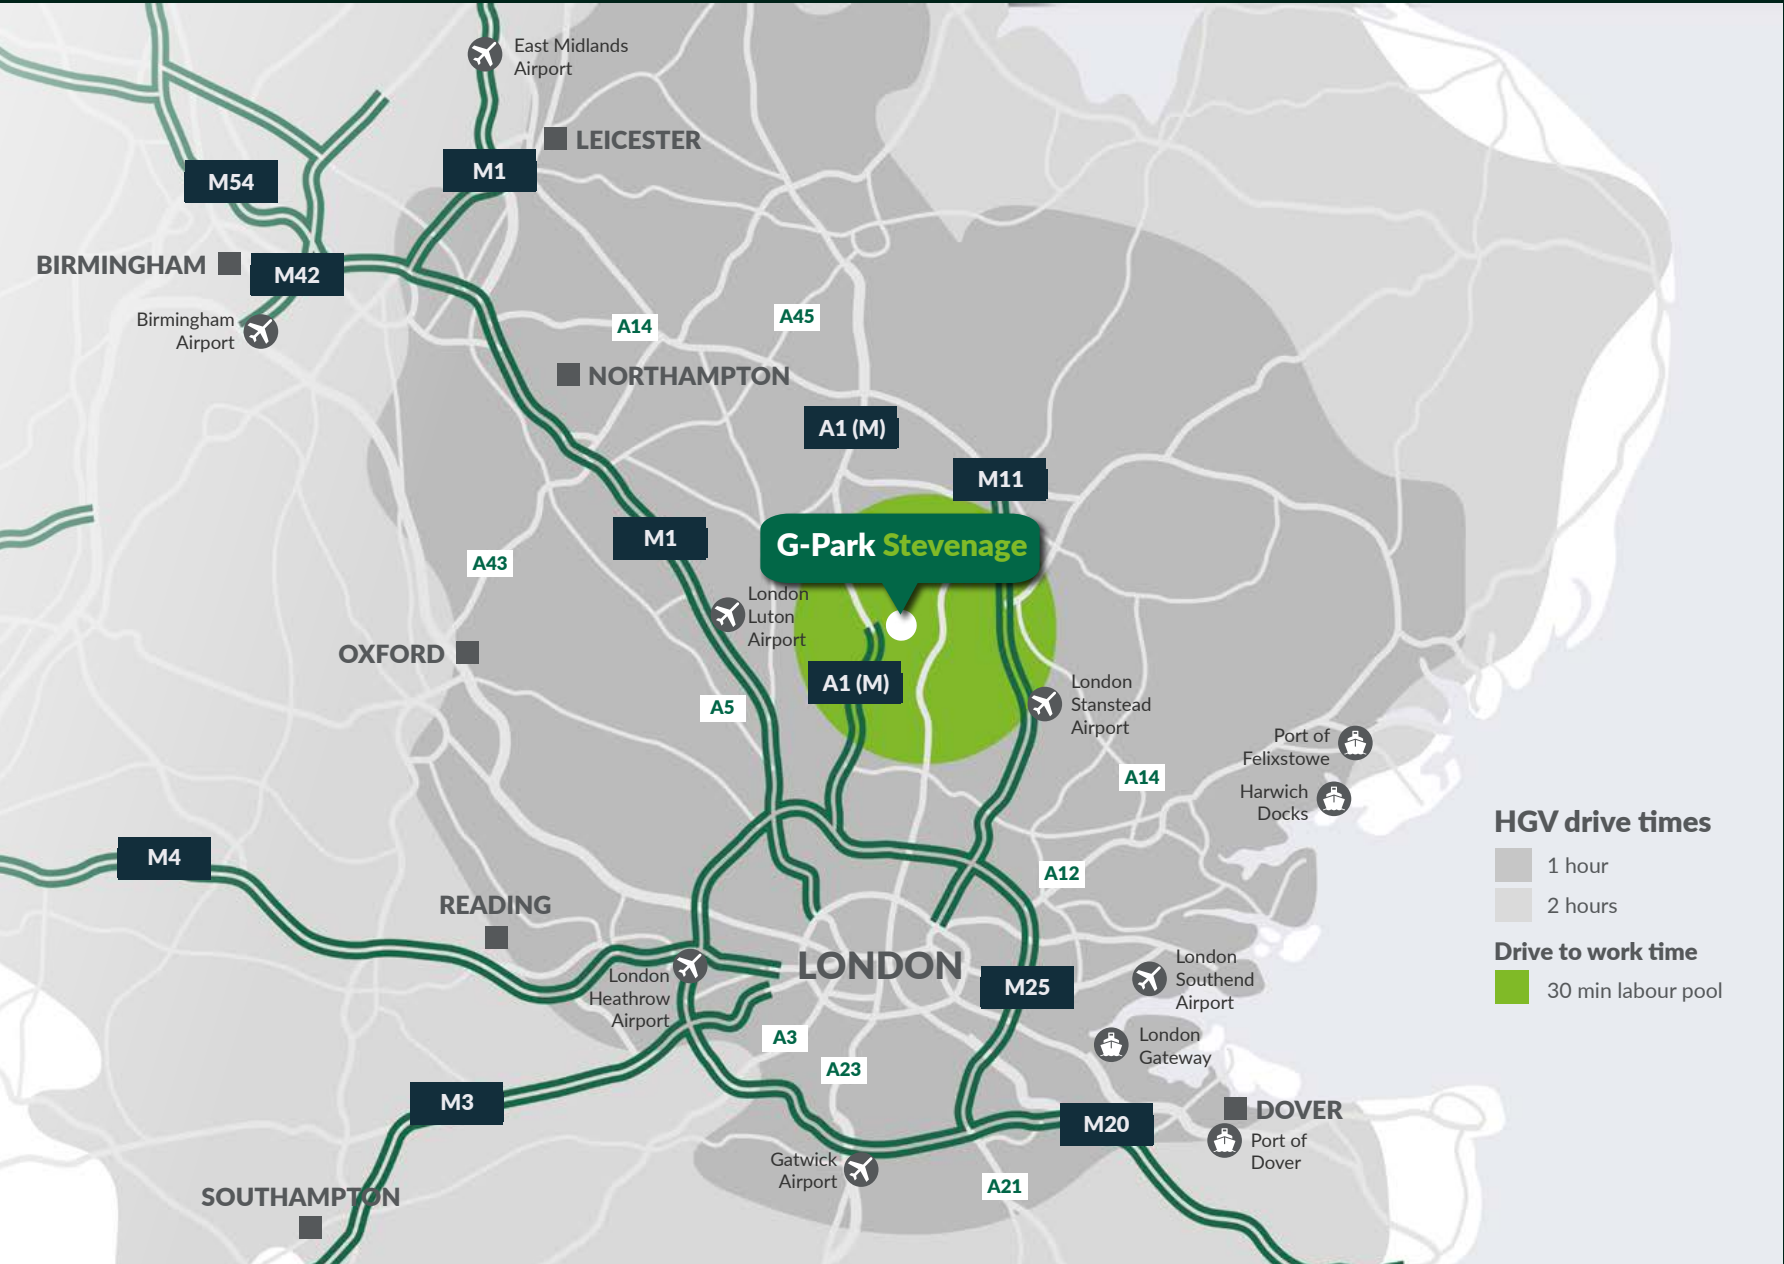 East Midlands
Airport
LEICESTER
M1
M54
BIRMINGHAM
M42
Birmingham
Airport
A14
A45
NORTHAMPTON
A1 (M)
M11
M1
G-Park Stevenage
A43
London
Luton
Airport
OXFORD
A1 (M)
A5
London
Stanstead
Airport
Port of
Felixstowe
A14
Harwich
Docks
HGV drive times
1 hour
2 hours
Drive to work time
30 min labour pool
M4
A12
READING
LONDON
London
Heathrow
Airport
M25
London
Southend
Airport
A3
London
Gateway
A23
M3
DOVER
M20
Port of
Dover
Gatwick
Airport
A21
SOUTHAMPTON